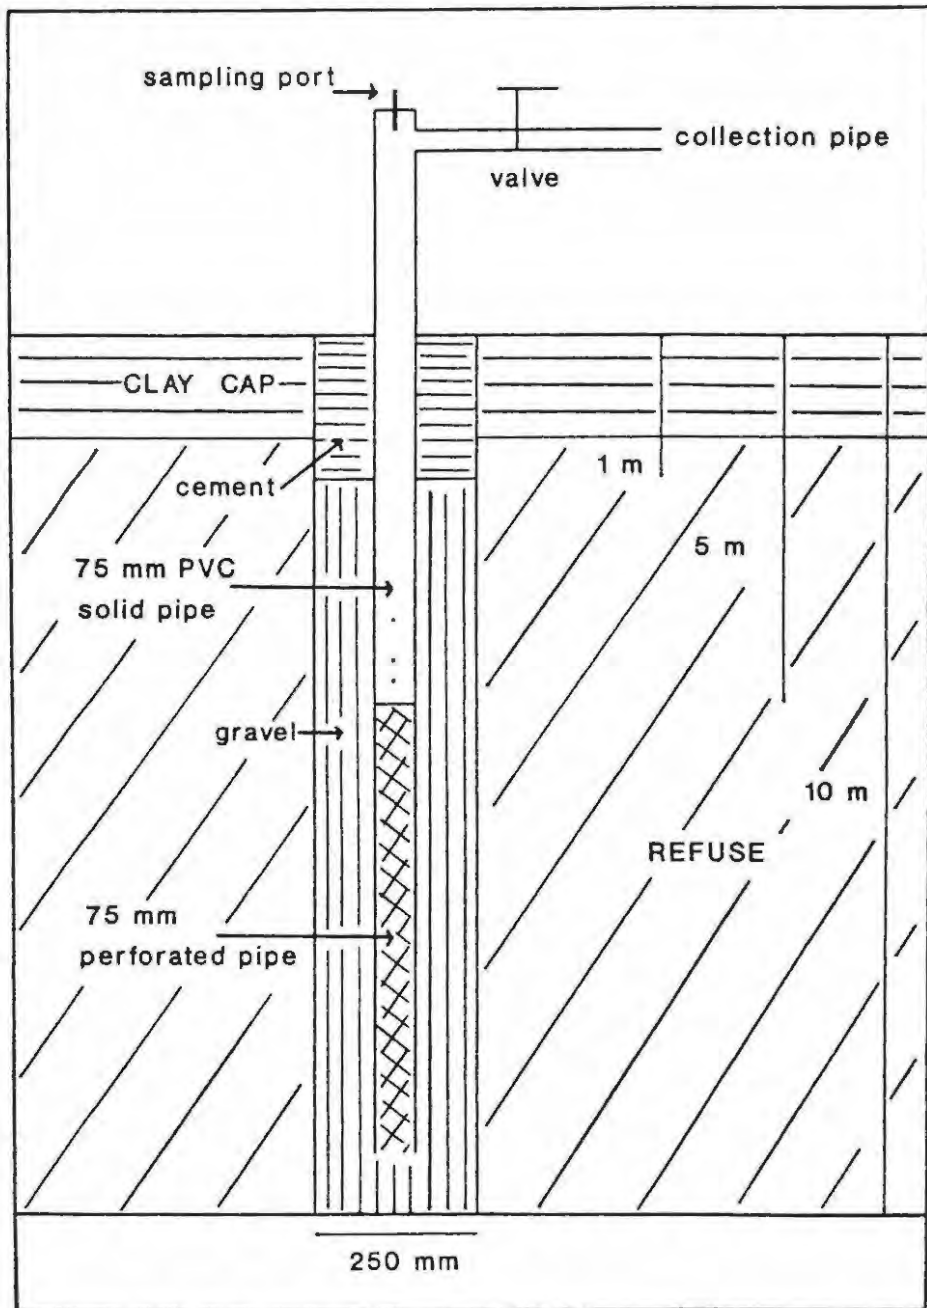 sampling port
collection pipe
valve
CLAY CAP
cement
1 m
5 m
75 mm PVC
solid pipe
gravel
10 m
REFUSE
75 mm
perforated pipe
250 mm